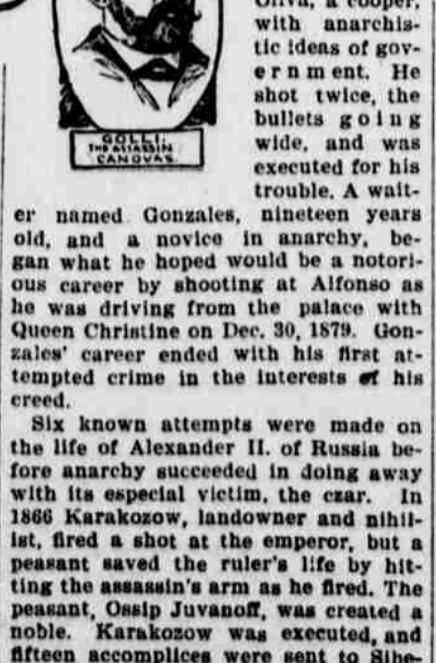 Oliva, a cooper,
with anarchis-
tic ideas of gov-
ernment. He
shot twice, the
bullets going
wide, and was
executed for his
trouble. A wait-
GOLLI,
THE ASSASSIN
CANOVAS.
er named Gonzales, nineteen years
old, and a novice in anarchy, be-
gan what he hoped would be a notori-
ous career by shooting at Alfonso as
he was driving from the palace with
Queen Christine on Dec. 30, 1879. Gon-
zales' career ended with his first at-
tempted crime in the interests of his
creed.
Six known attempts were made on
the life of Alexander II. of Russia be-
fore anarchy succeeded in doing away
with its especial victim, the czar. In
1866 Karakozow, landowner and nihil-
ist, fired a shot at the emperor, but a
peasant saved the ruler's life by hit-
ting the assassin's arm as he fired. The
peasant, Ossip Juvanoff, was created a
noble. Karakozow was executed, and
fifteen accomplices were sent to Sibe-